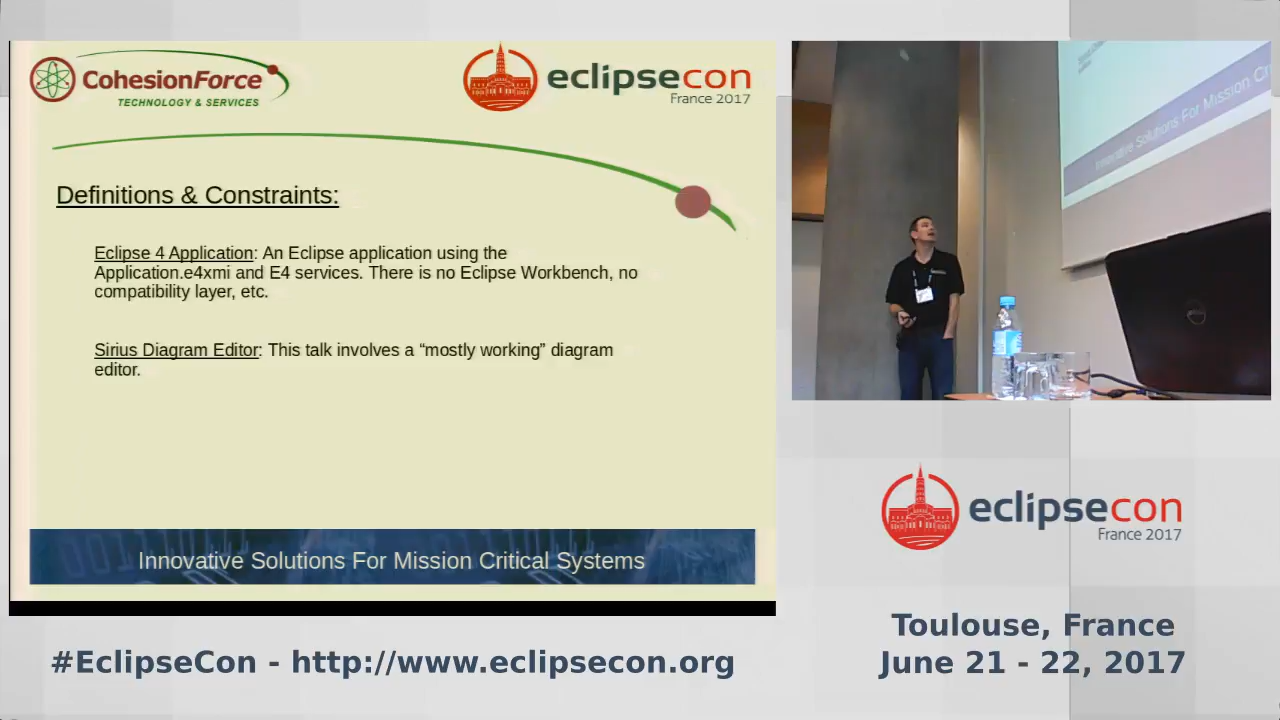 CohesionForce
TECHNOLOGY & SERVICES
eclipsecon
France 2017
Definitions & Constraints:
Eclipse 4 Application: An Eclipse application using the
Application.e4xmi and E4 services. There is no Eclipse Workbench, no
compatibility layer, etc.
Sirius Diagram Editor: This talk involves a “mostly working” diagram
editor.
Innovative Solutions For Mission Critical Systems
Innovative Solutions For Mission Cr
eclipsecon
France 2017
Toulouse, France
June 21 - 22, 2017
#EclipseCon - http://www.eclipsecon.org